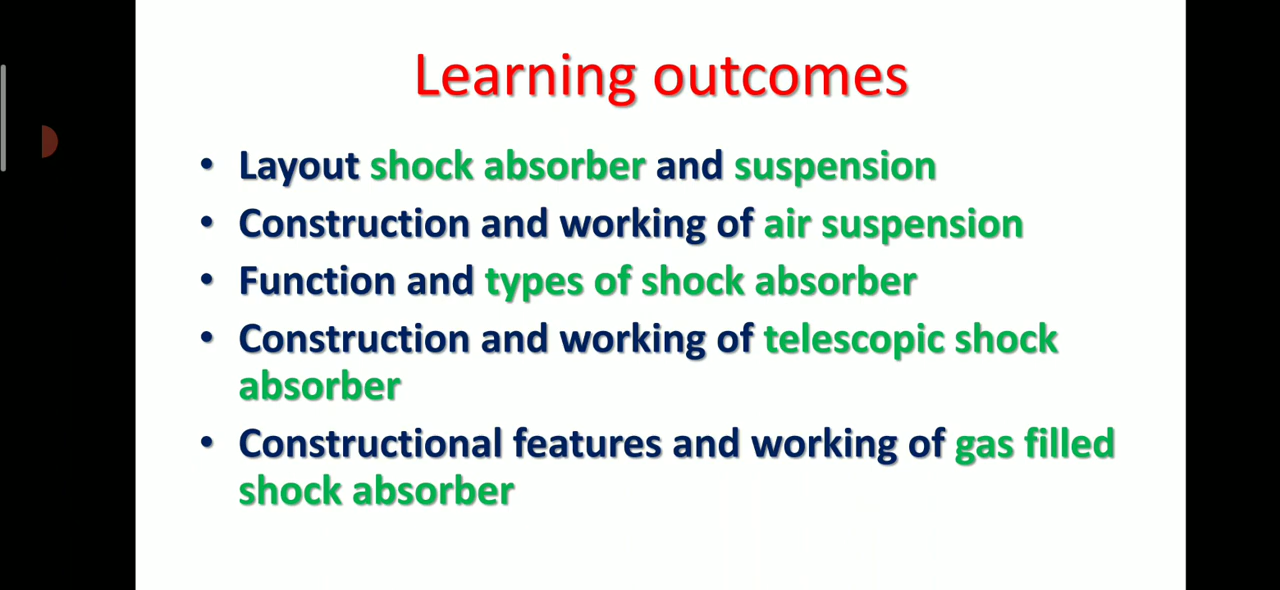 Learning outcomes
• Layout shock absorber and suspension
• Construction and working of air suspension
• Function and types of shock absorber
• Construction and working of telescopic shock
absorber
• Constructional features and working of gas filled
shock absorber